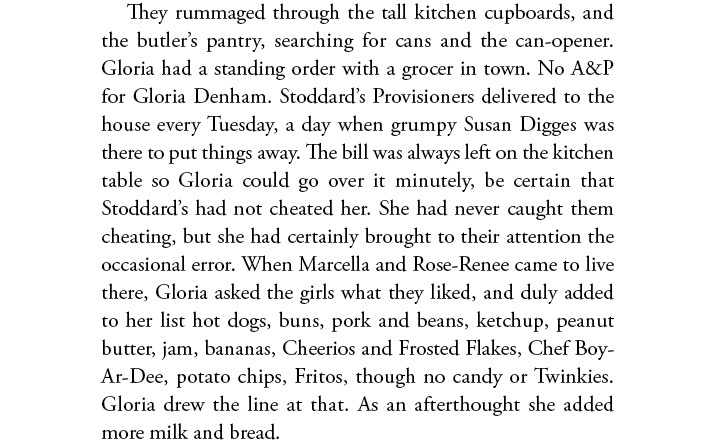 They rummaged through the tall kitchen cupboards, and
the butler’s pantry, searching for cans and the can-opener.
Gloria had a standing order with a grocer in town. No A&P
for Gloria Denham. Stoddard’s Provisioners delivered to the
house every Tuesday, a day when grumpy Susan Digges was
there to put things away. The bill was always left on the kitchen
table so Gloria could go over it minutely, be certain that
Stoddard’s had not cheated her. She had never caught them
cheating, but she had certainly brought to their attention the
occasional error. When Marcella and Rose-Renee came to live
there, Gloria asked the girls what they liked, and duly added
to her list hot dogs, buns, pork and beans, ketchup, peanut
butter, jam, bananas, Cheerios and Frosted Flakes, Chef Boy-
Ar-Dee, potato chips, Fritos, though no candy or Twinkies.
Gloria drew the line at that. As an afterthought she added
more milk and bread.